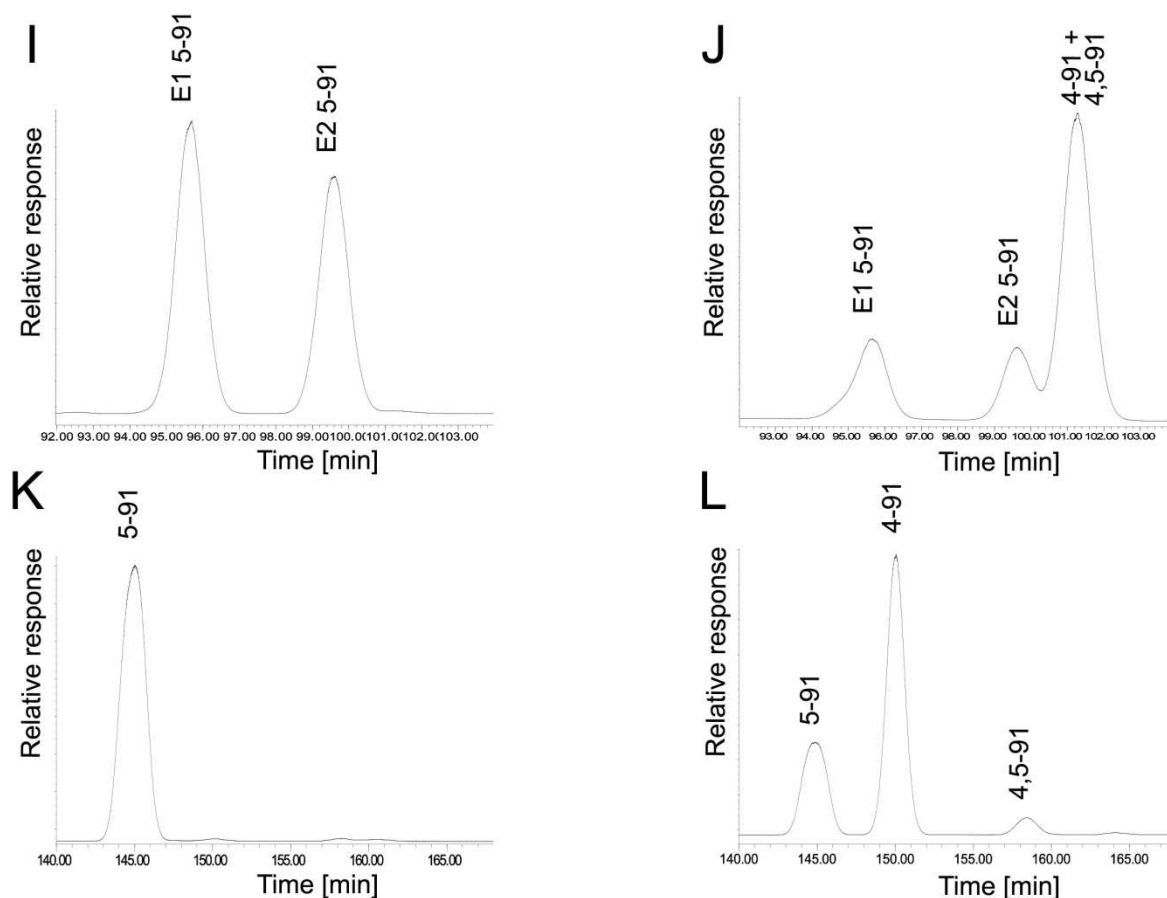 I
E1 5-91
E2 5-91
Relative response
92.00 93.00 94.00 95.00 96.00 97.00 98.00 99.00 100.00 101.00 102.00 103.00
Time [min]
J
E1 5-91
E2 5-91
4-91 +
4,5-91
Relative response
93.00 94.00 95.00 96.00 97.00 98.00 99.00 100.00 101.00 102.00 103.00
Time [min]
K
5-91
Relative response
140.00 145.00 150.00 155.00 160.00 165.00
Time [min]
L
5-91
4-91
4,5-91
Relative response
140.00 145.00 150.00 155.00 160.00 165.00
Time [min]